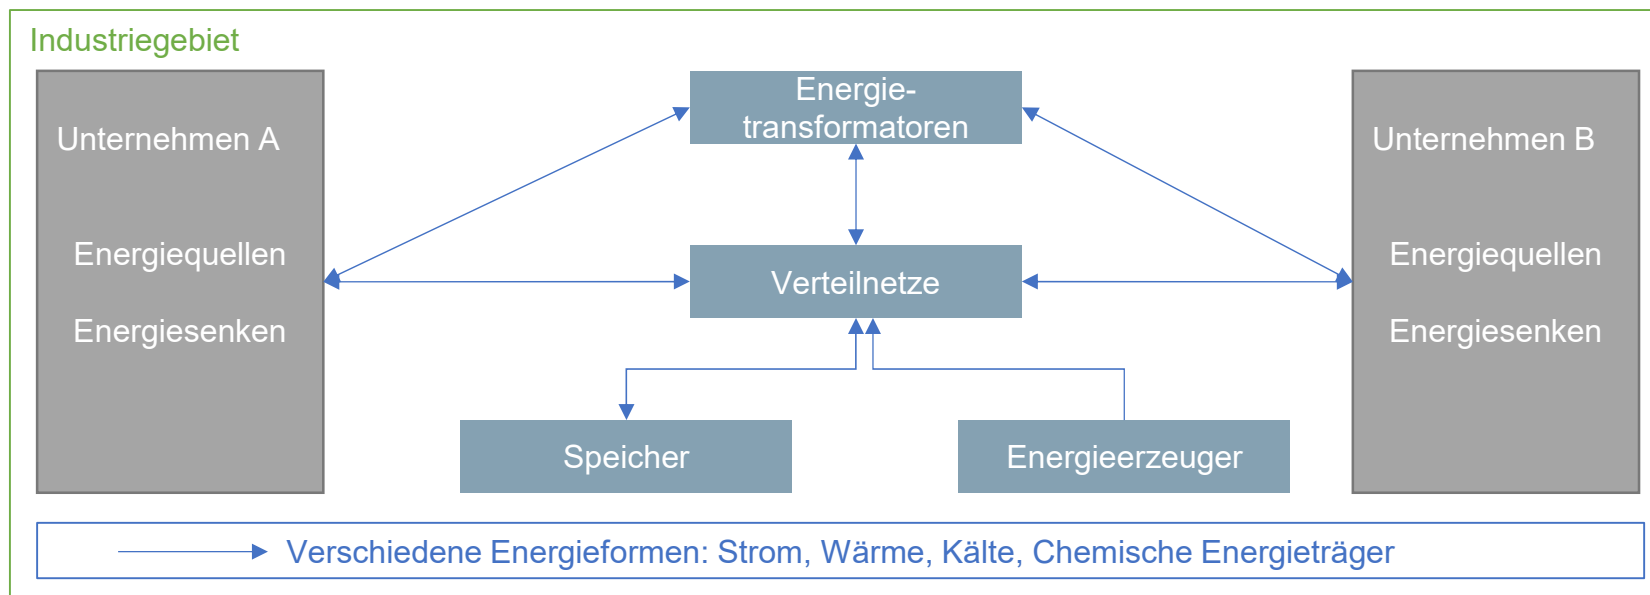 Industriegebiet
Unternehmen A
Energiequellen
Energiesenken
Energie-
transformatoren
Verteilnetze
Speicher
Energieerzeuger
Unternehmen B
Energiequellen
Energiesenken
Verschiedene Energieformen: Strom, Wärme, Kälte, Chemische Energieträger